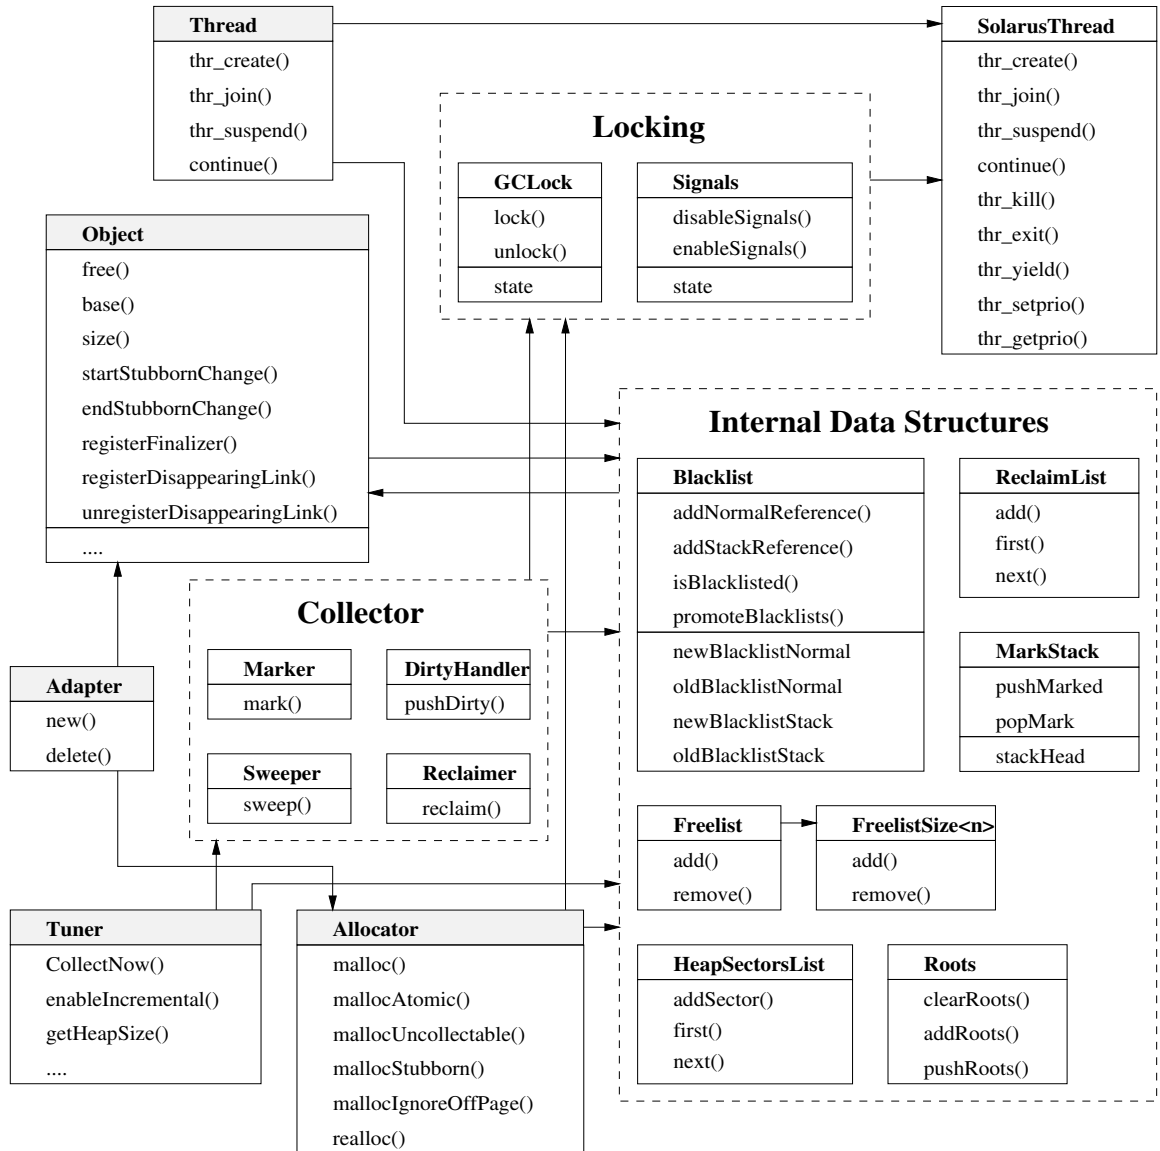 Thread
thr_create()
thr_join()
thr_suspend()
continue()
SolarusThread
thr_create()
thr_join()
thr_suspend()
continue()
thr_kill()
thr_exit()
thr_yield()
thr_setprio()
thr_getprio()
Locking
GCLock
lock()
unlock()
state
Signals
disableSignals()
enableSignals()
state
Object
free()
base()
size()
startStubbornChange()
endStubbornChange()
registerFinalizer()
registerDisappearingLink()
unregisterDisappearingLink()
....
Internal Data Structures
Blacklist
addNormalReference()
addStackReference()
isBlacklisted()
promoteBlacklists()
newBlacklistNormal
oldBlacklistNormal
newBlacklistStack
oldBlacklistStack
ReclaimList
add()
first()
next()
MarkStack
pushMarked
popMark
stackHead
Collector
Marker
mark()
DirtyHandler
pushDirty()
Sweeper
sweep()
Reclaimer
reclaim()
Adapter
new()
delete()
Freelist
add()
remove()
FreelistSize<n>
add()
remove()
Tuner
CollectNow()
enableIncremental()
getHeapSize()
....
Allocator
malloc()
mallocAtomic()
mallocUncollectable()
mallocStubborn()
mallocIgnoreOffPage()
realloc()
HeapSectorsList
addSector()
first()
next()
Roots
clearRoots()
addRoots()
pushRoots()